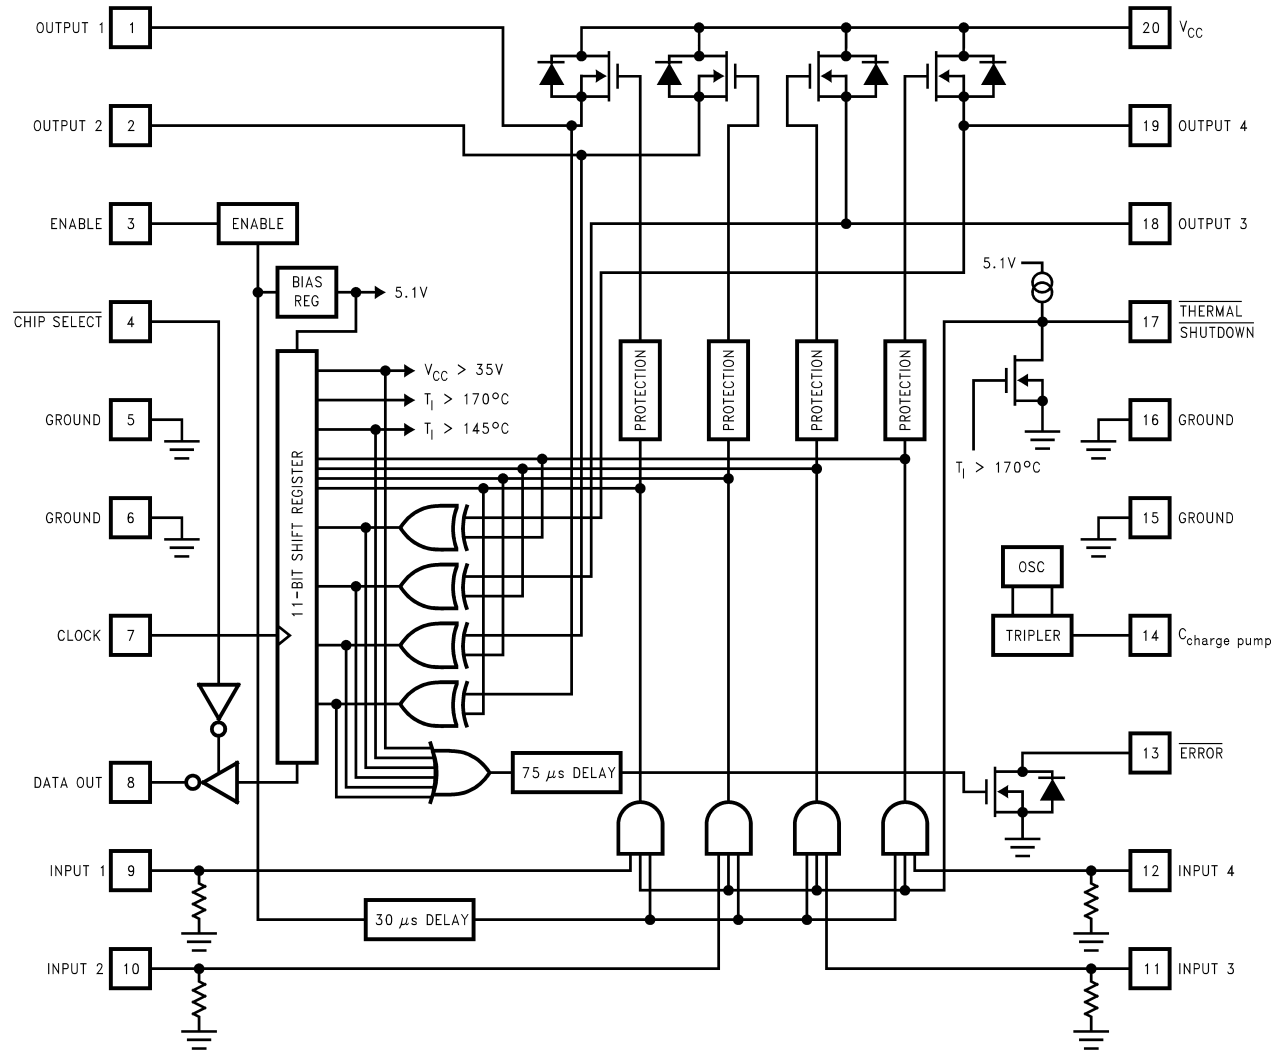 OUTPUT 1
1
20
VCC
OUTPUT 2
2
19
OUTPUT 4
ENABLE
3
ENABLE
18
OUTPUT 3
BIAS
REG
5.1V
5.1V
CHIP SELECT
4
17
THERMAL
SHUTDOWN
VCC > 35V
TJ > 170°C
TJ > 145°C
PROTECTION
PROTECTION
PROTECTION
PROTECTION
GROUND
5
16
GROUND
TJ > 170°C
11-BIT SHIFT REGISTER
GROUND
6
15
GROUND
OSC
CLOCK
7
TRIPLER
14
Ccharge pump
DATA OUT
8
75 μs DELAY
13
ERROR
INPUT 1
9
12
INPUT 4
30 μs DELAY
INPUT 2
10
11
INPUT 3